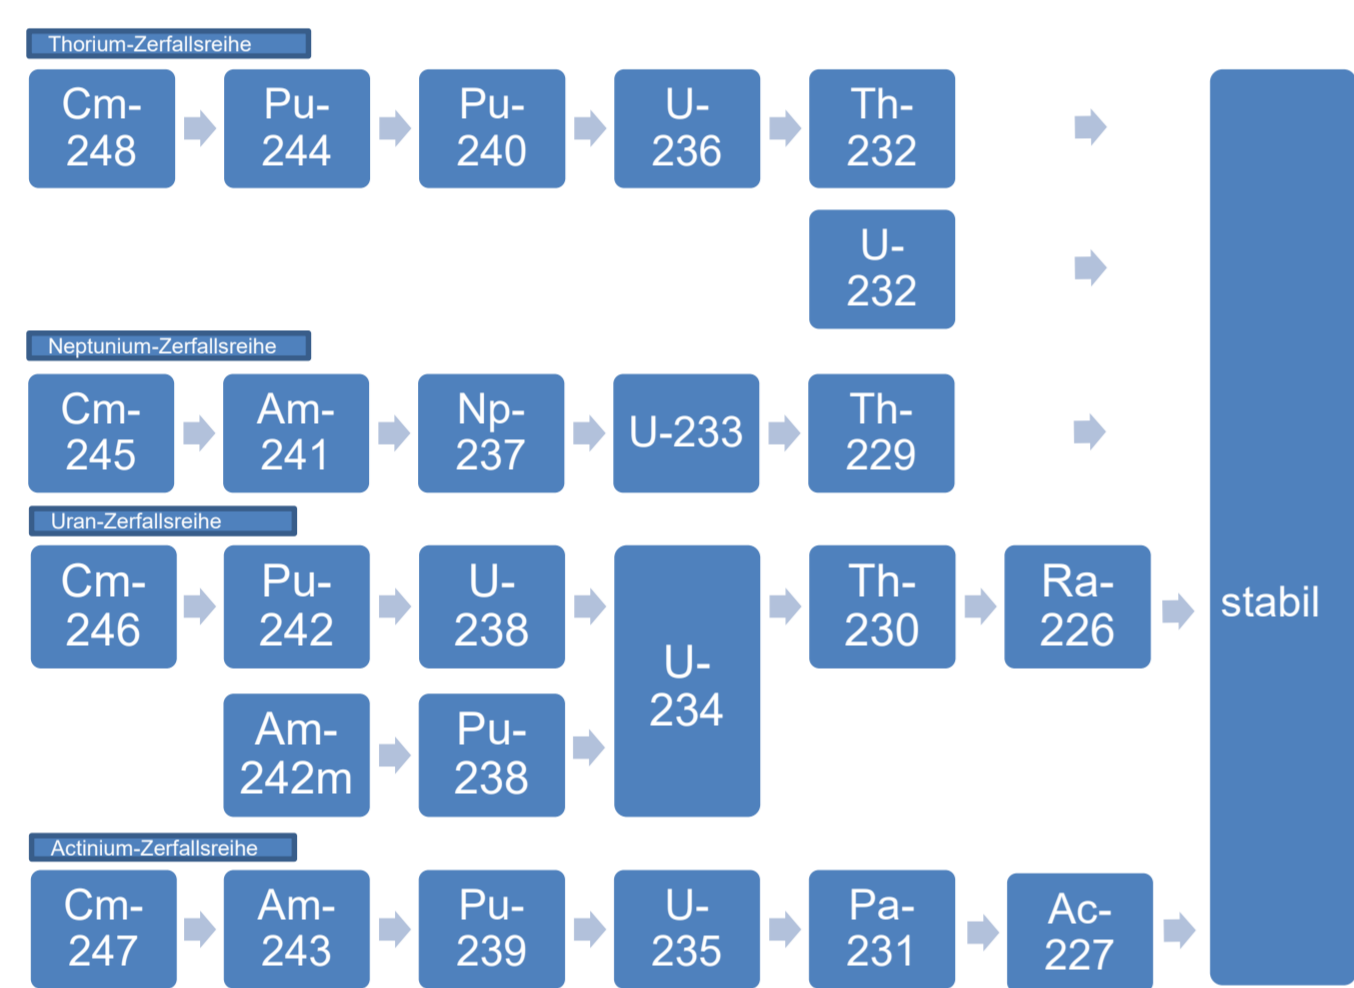 Thorium-Zerfallsreihe
Cm-
248
Pu-
244
Pu-
240
U-
236
Th-
232
U-
232
Neptunium-Zerfallsreihe
Cm-
245
Am-
241
Np-
237
U-233
Th-
229
Uran-Zerfallsreihe
Cm-
246
Pu-
242
U-
238
U-
234
Th-
230
Ra-
226
stabil
Am-
242m
Pu-
238
Actinium-Zerfallsreihe
Cm-
247
Am-
243
Pu-
239
U-
235
Pa-
231
Ac-
227